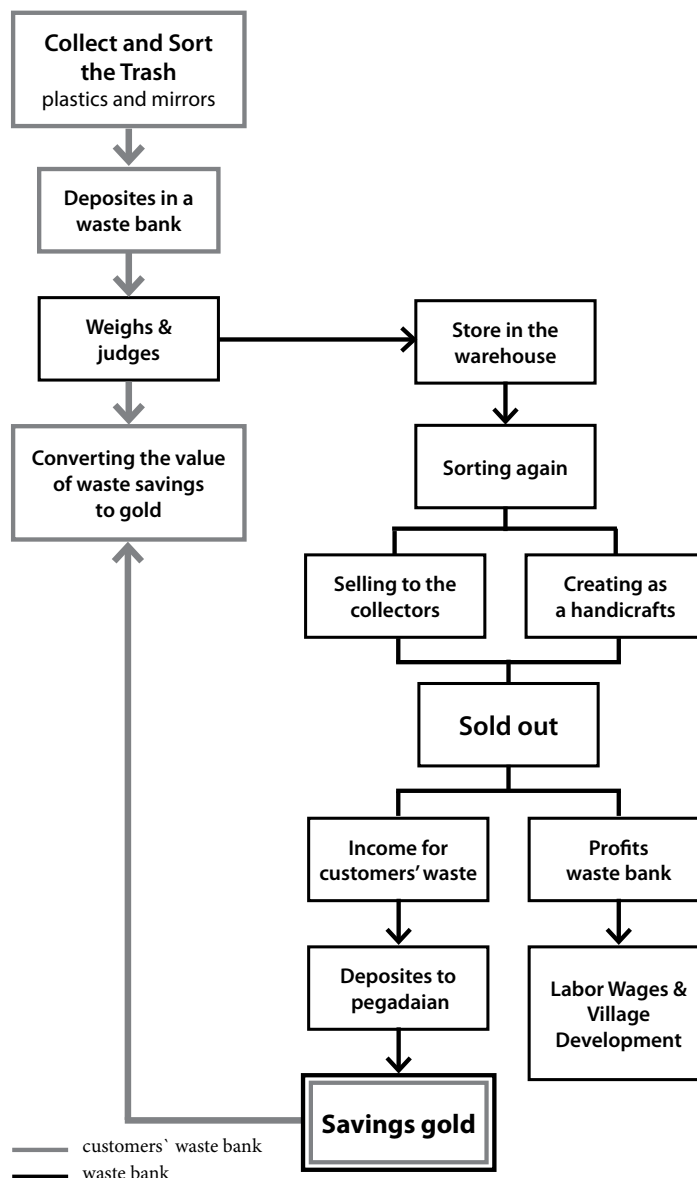 Collect and Sort
the Trash
plastics and mirrors
Deposites in a
waste bank
Weighs &
judges
Store in the
warehouse
Converting the value
of waste savings
to gold
Sorting again
Selling to the
collectors
Creating as
a handicrafts
Sold out
Income for
customers’ waste
Profits
waste bank
Deposites to
pegadaian
Labor Wages &
Village
Development
Savings gold
customers` waste bank
waste bank